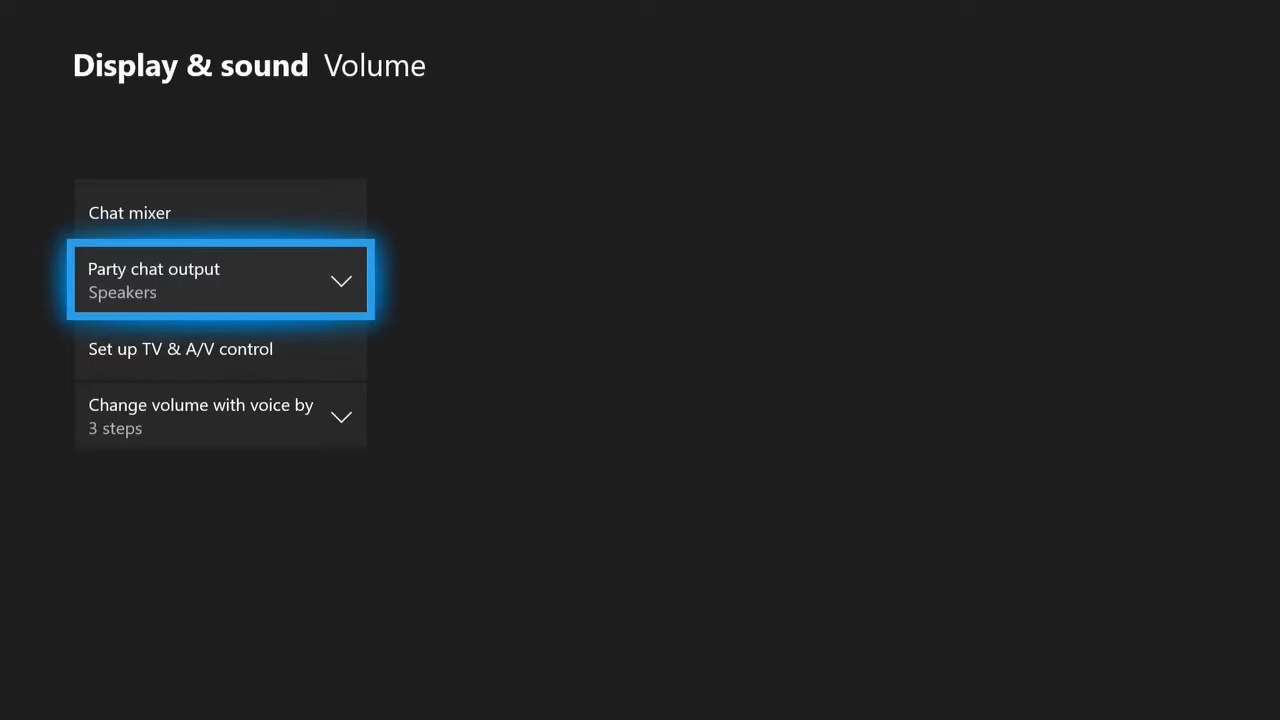 Display & sound Volume
Chat mixer
Party chat output
Speakers
Set up TV & A/V control
Change volume with voice by
3 steps